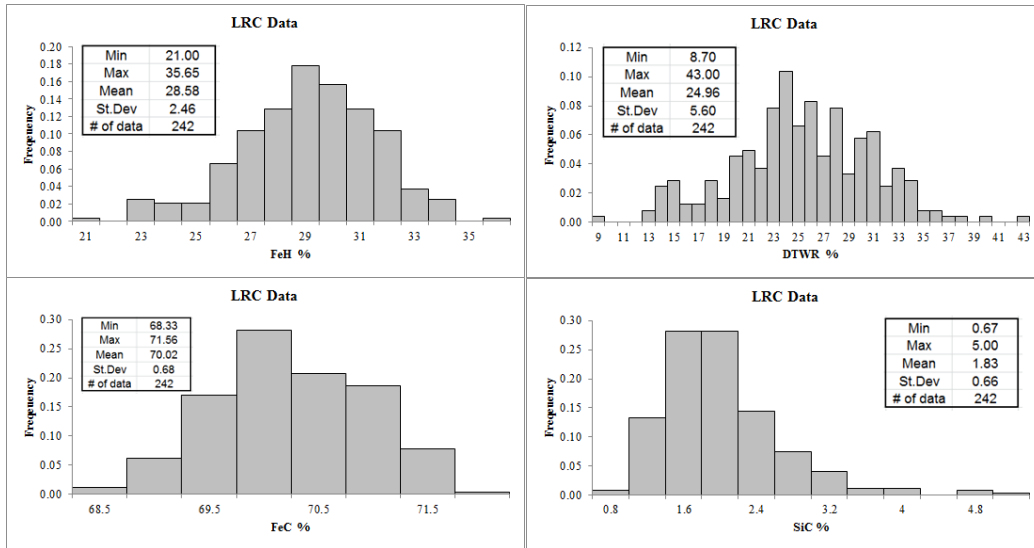 LRC Data
Min 21.00
Max 35.65
Mean 28.58
St.Dev 2.46
# of data 242
Freqenuency
0.20
0.18
0.16
0.14
0.12
0.10
0.08
0.06
0.04
0.02
0.00
21 23 25 27 29 31 33 35
FeH %
LRC Data
Min 8.70
Max 43.00
Mean 24.96
St.Dev 5.60
# of data 242
Freqenuency
0.12
0.10
0.08
0.06
0.04
0.02
0.00
9 11 13 15 17 19 21 23 25 27 29 31 33 35 36 38 40 43
DTWR %
LRC Data
Min 68.33
Max 71.56
Mean 70.02
St.Dev 0.68
# of data 242
Freqenuency
0.30
0.25
0.20
0.15
0.10
0.05
0.00
68.5 69.5 70.5 71.5
FeC %
LRC Data
Min 0.67
Max 5.00
Mean 1.83
St.Dev 0.66
# of data 242
Freqenuency
0.30
0.25
0.20
0.15
0.10
0.05
0.00
0.8 1.6 2.4 3.2 4 4.8
SiC %